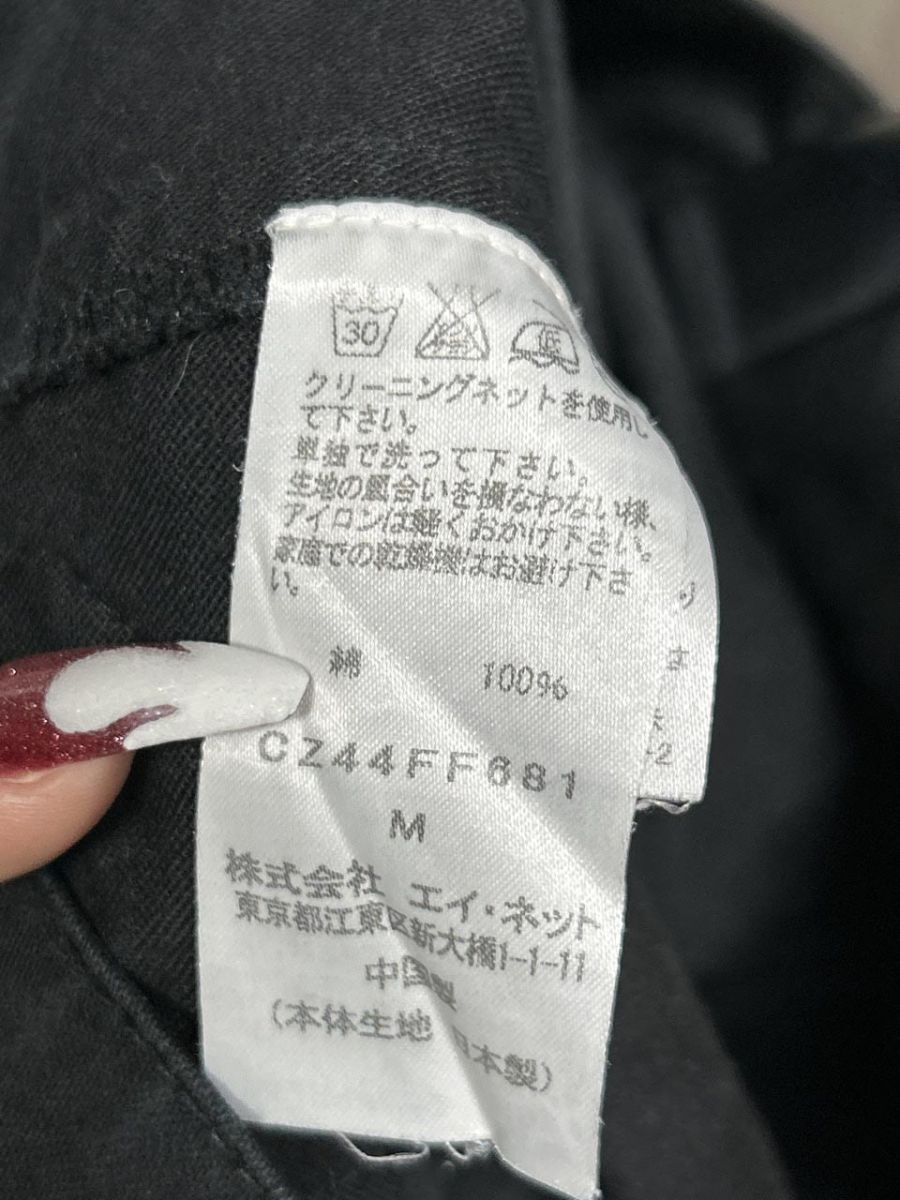 30
低
クリーニングネットを使用し
て下さい。
単独で洗って下さい。
生地の風合いを損なわない様、
アイロンは軽くおかけ下さい。
家庭での乾燥機はお避け下さ
い。
綿 100%
CZ44FF681
M
株式会社 エイ・ネット
東京都江東区新大橋1-1-11
中国製
(本体生地 日本製)
-2